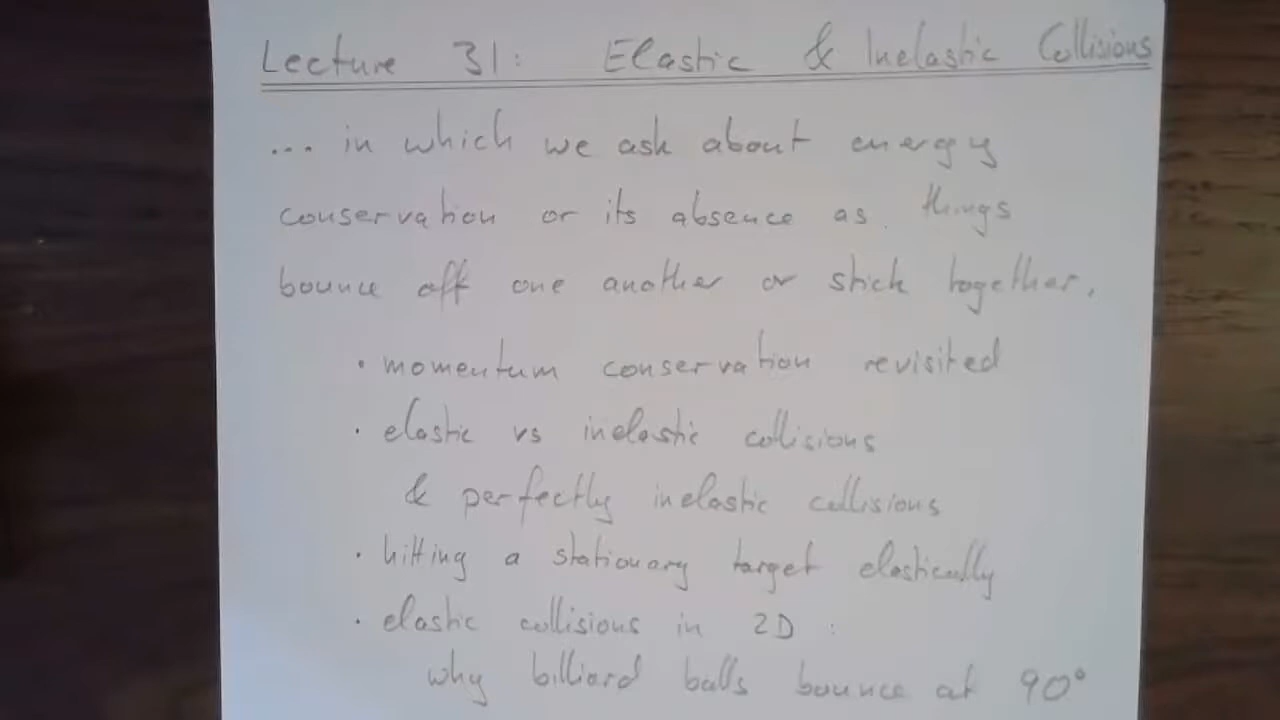 Lecture 31: Elastic & Inelastic Collisions
... in which we ask about energy
conservation or its absence as things
bounce off one another or stick together.
• momentum conservation revisited
• elastic vs inelastic collisions
& perfectly inelastic collisions
• hitting a stationary target elastically
• elastic collisions in 2D :
why billiard balls bounce at 90°